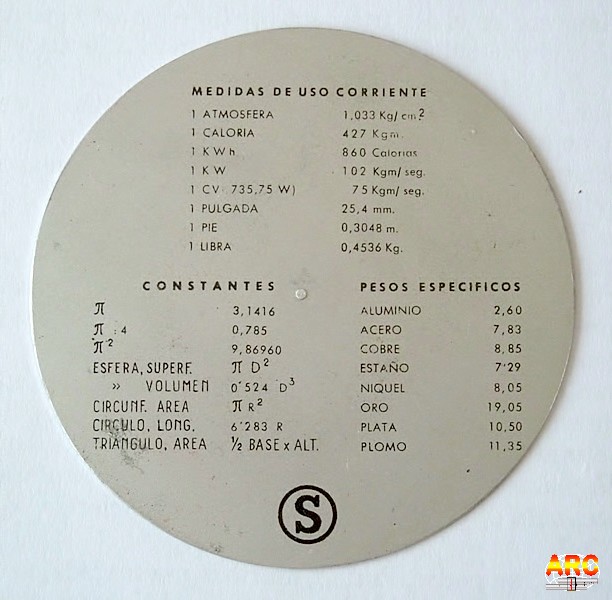 MEDIDAS DE USO CORRIENTE
1 ATMOSFERA 1,033 Kg/cm.²
1 CALORIA 427 Kgm.
1 KWh 860 Calorias
1 KW 102 Kgm/seg.
1 CV 735,75 W) 75 Kgm/seg.
1 PULGADA 25,4 mm.
1 PIE 0,3048 m.
1 LIBRA 0,4536 Kg.
CONSTANTES
π 3,1416
π : 4 0,785
π² 9,86960
ESFERA, SUPERF. π D²
» VOLUMEN 0'524 D³
CIRCUNF. AREA π R²
CIRCULO, LONG. 6'283 R
TRIANGULO, AREA ½ BASE x ALT.
PESOS ESPECIFICOS
ALUMINIO 2,60
ACERO 7,83
COBRE 8,85
ESTAÑO 7'29
NIQUEL 8,05
ORO 19,05
PLATA 10,50
PLOMO 11,35
S
ARC